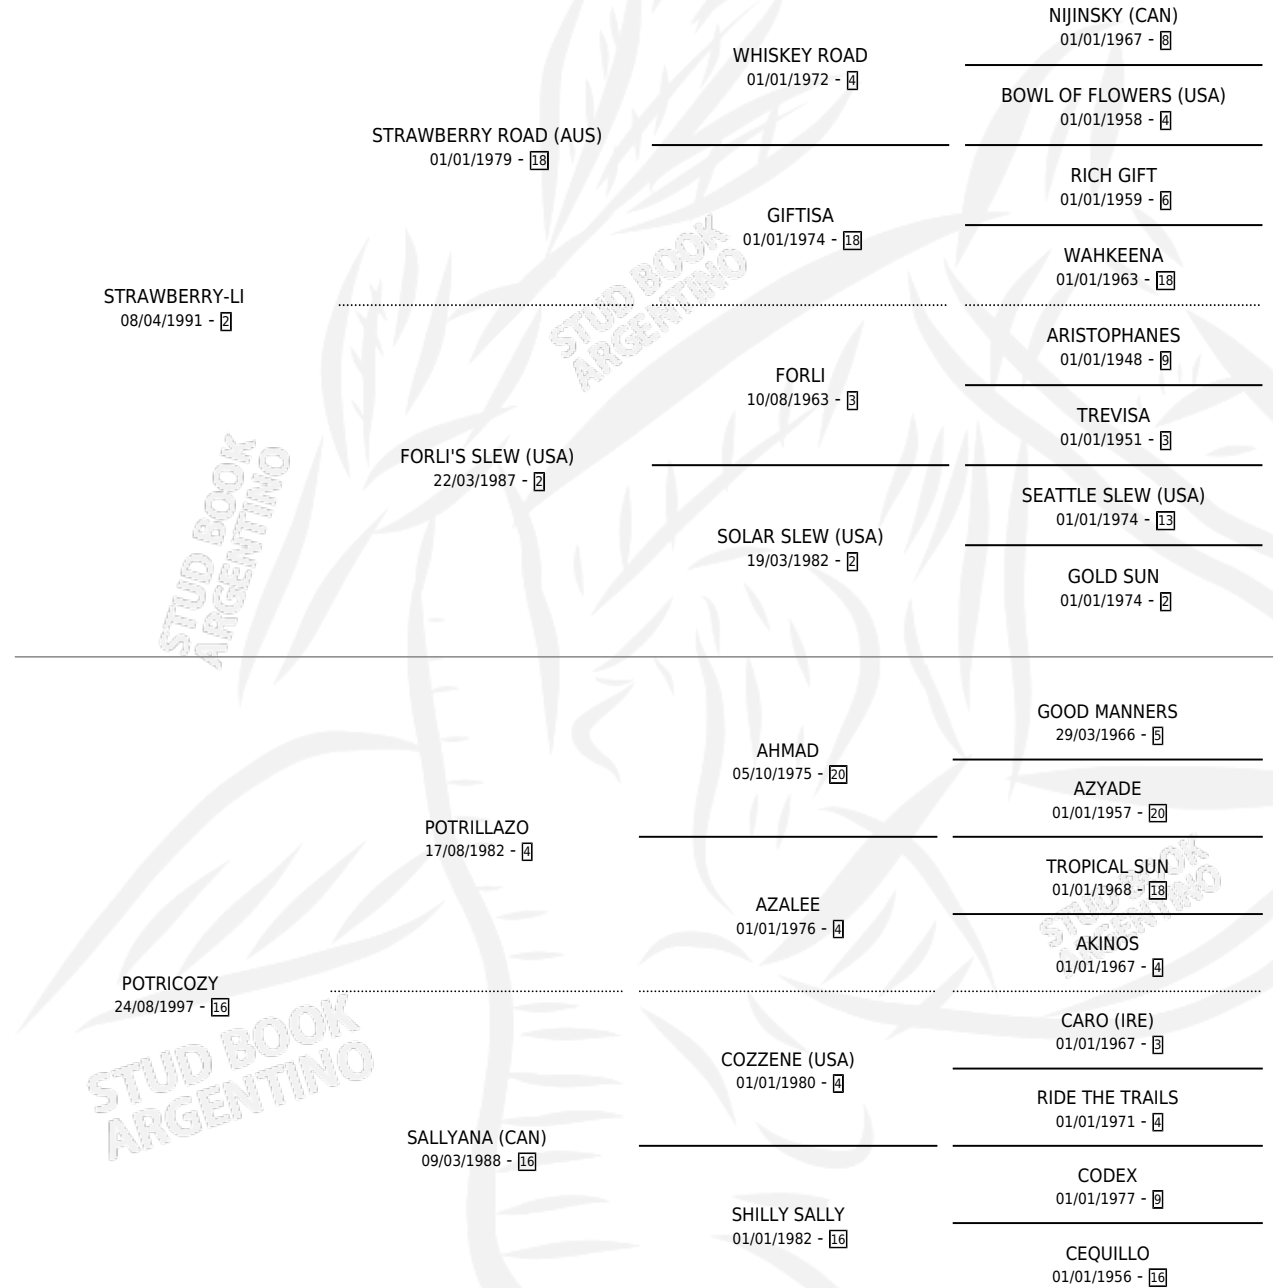 NIJINSKY (CAN)
01/01/1967 - 8
WHISKEY ROAD
01/01/1972 - 4
BOWL OF FLOWERS (USA)
01/01/1958 - 4
STRAWBERRY ROAD (AUS)
01/01/1979 - 18
RICH GIFT
01/01/1959 - 6
GIFTISA
01/01/1974 - 18
WAHKEENA
01/01/1963 - 18
STRAWBERRY-LI
08/04/1991 - 2
ARISTOPHANES
01/01/1948 - 9
FORLI
10/08/1963 - 3
TREVISA
01/01/1951 - 3
FORLI'S SLEW (USA)
22/03/1987 - 2
SEATTLE SLEW (USA)
01/01/1974 - 13
SOLAR SLEW (USA)
19/03/1982 - 2
GOLD SUN
01/01/1974 - 2
GOOD MANNERS
29/03/1966 - 5
AHMAD
05/10/1975 - 20
AZYADE
01/01/1957 - 20
POTRILLAZO
17/08/1982 - 4
TROPICAL SUN
01/01/1968 - 18
AZALEE
01/01/1976 - 4
AKINOS
01/01/1967 - 4
POTRICOZY
24/08/1997 - 16
CARO (IRE)
01/01/1967 - 3
COZZENE (USA)
01/01/1980 - 4
RIDE THE TRAILS
01/01/1971 - 4
SALLYANA (CAN)
09/03/1988 - 16
CODEX
01/01/1977 - 9
SHILLY SALLY
01/01/1982 - 16
CEQUILLO
01/01/1956 - 16
STUD BOOK
ARGENTINO
STUD BOOK
ARGENTINO
STUD BOOK
ARGENTINO
STUD BOOK
ARGENTINO